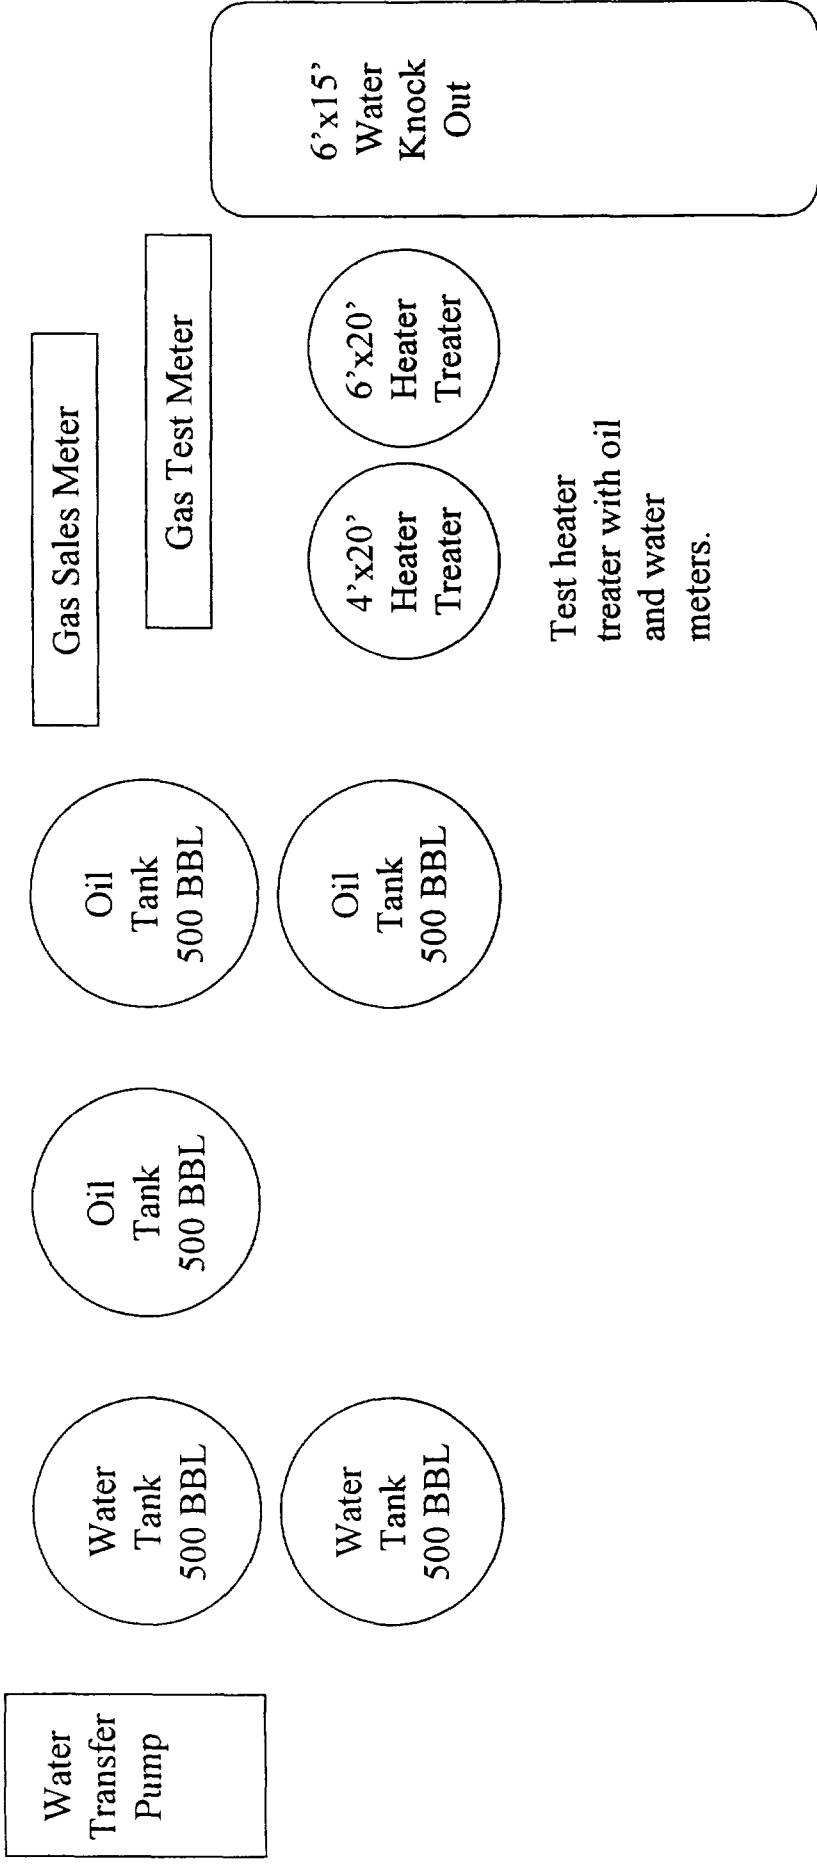 Water
Transfer
Pump
Water
Tank
500 BBL
Water
Tank
500 BBL
Oil
Tank
500 BBL
Oil
Tank
500 BBL
Oil
Tank
500 BBL
Gas Sales Meter
Gas Test Meter
4’x20’
Heater
Treater
6’x20’
Heater
Treater
Test heater
treater with oil
and water
meters.
6’x15’
Water
Knock
Out